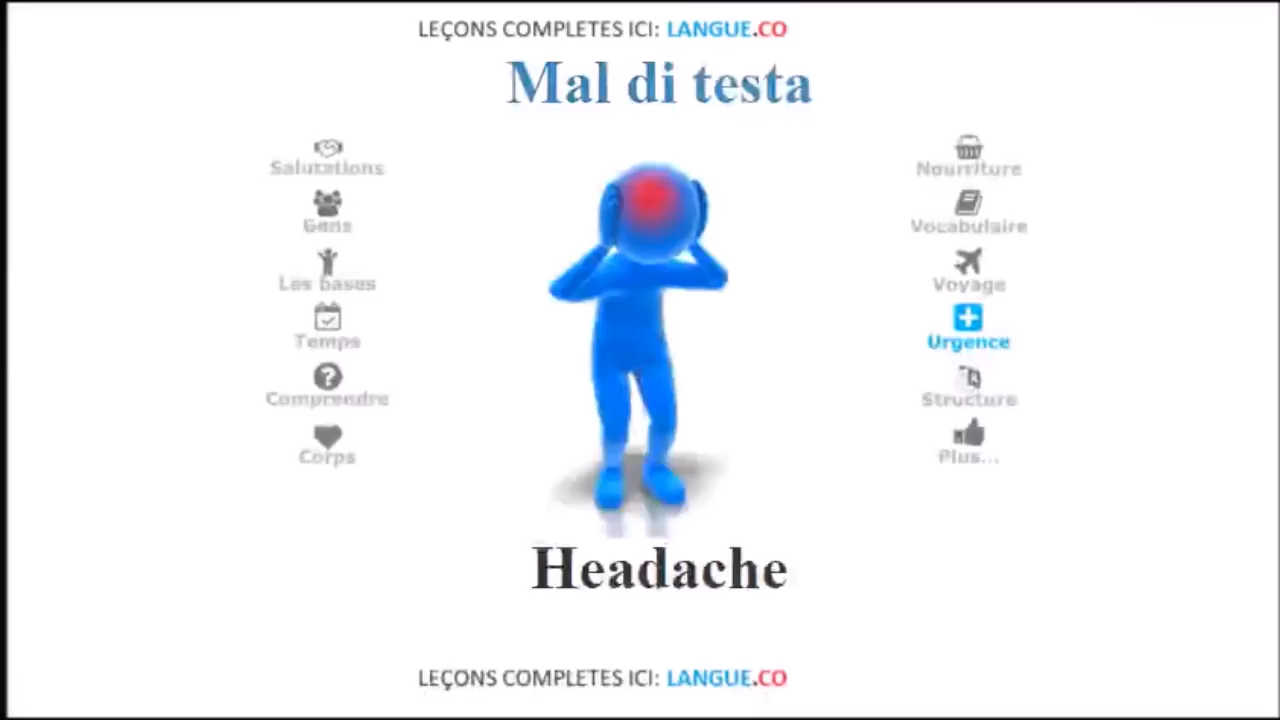 LEÇONS COMPLETES ICI: LANGUE.CO
Mal di testa
Salutations
Gens
Les bases
Temps
Comprendre
Corps
Nourriture
Vocabulaire
Voyage
Urgence
Structure
Plus...
Headache
LEÇONS COMPLETES ICI: LANGUE.CO